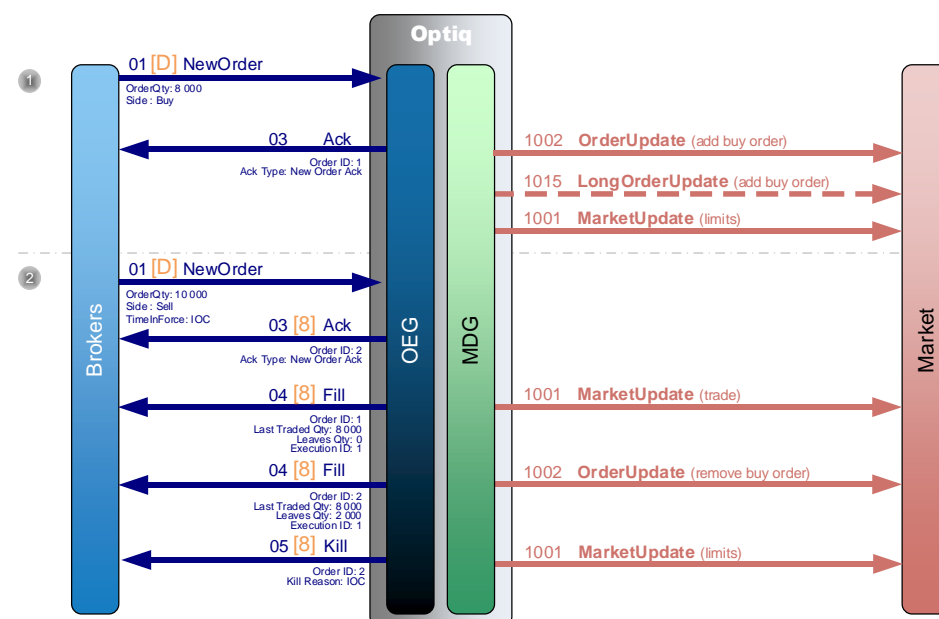 Optiq
1
01 [D] NewOrder
OrderQty: 8 000
Side : Buy
03 Ack
Order ID: 1
Ack Type: New Order Ack
1002 OrderUpdate (add buy order)
1015 LongOrderUpdate (add buy order)
1001 MarketUpdate (limits)
2
01 [D] NewOrder
OrderQty: 10 000
Side : Sell
TimeInForce: IOC
03 [8] Ack
Order ID: 2
Ack Type: New Order Ack
Brokers
OEG
MDG
Market
04 [8] Fill
Order ID: 1
Last Traded Qty: 8 000
Leaves Qty: 0
Execution ID: 1
1001 MarketUpdate (trade)
04 [8] Fill
Order ID: 2
Last Traded Qty: 8 000
Leaves Qty: 2 000
Execution ID: 1
1002 OrderUpdate (remove buy order)
05 [8] Kill
Order ID: 2
Kill Reason: IOC
1001 MarketUpdate (limits)